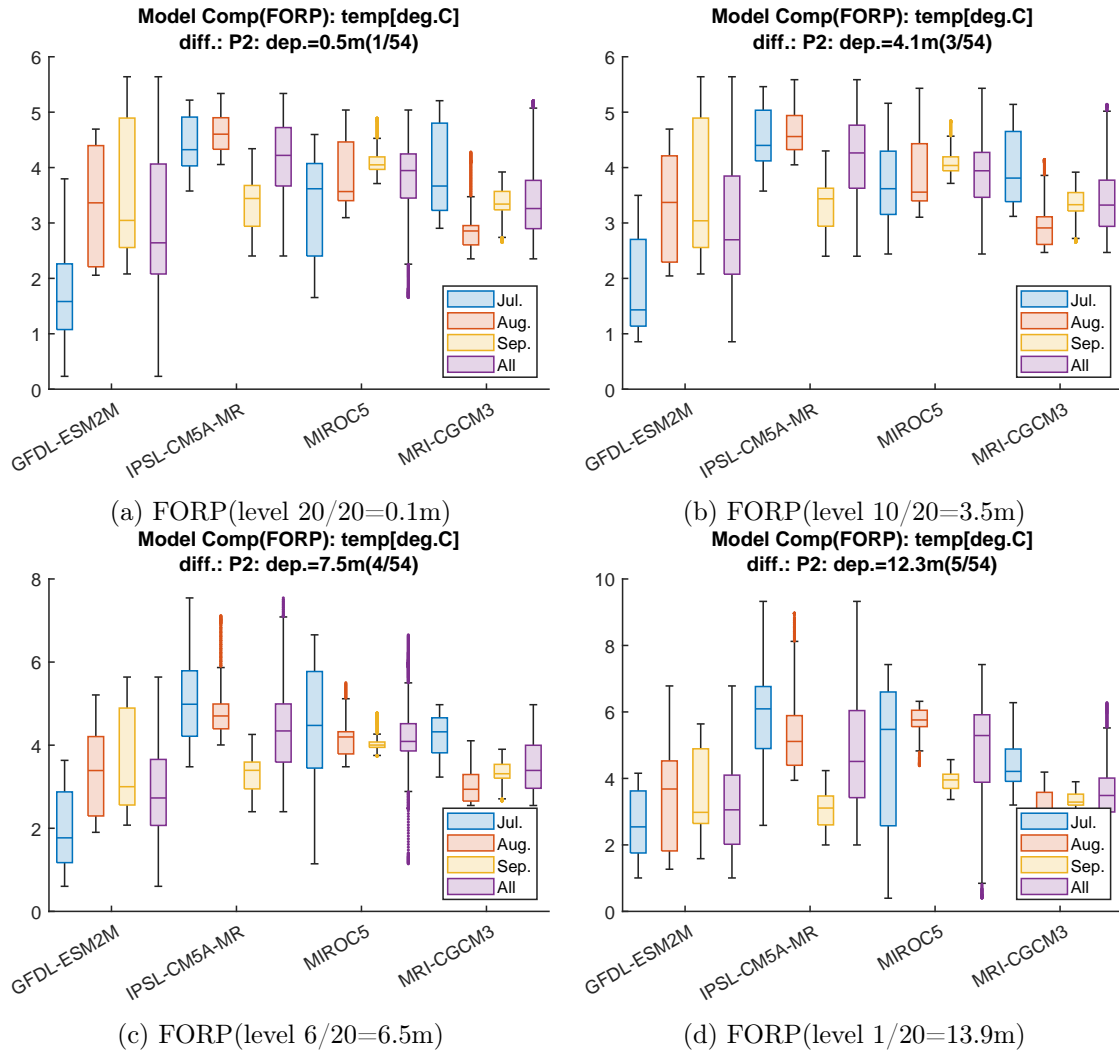 Model Comp(FORP): temp[deg.C]
diff.: P2: dep.=0.5m(1/54)
6
5
4
3
2
1
0
Jul.
Aug.
Sep.
All
GFDL-ESM2M
IPSL-CM5A-MR
MIROC5
MRI-CGCM3
(a) FORP(level 20/20=0.1m)
Model Comp(FORP): temp[deg.C]
diff.: P2: dep.=4.1m(3/54)
6
5
4
3
2
1
0
Jul.
Aug.
Sep.
All
GFDL-ESM2M
IPSL-CM5A-MR
MIROC5
MRI-CGCM3
(b) FORP(level 10/20=3.5m)
Model Comp(FORP): temp[deg.C]
diff.: P2: dep.=7.5m(4/54)
8
6
4
2
0
Jul.
Aug.
Sep.
All
GFDL-ESM2M
IPSL-CM5A-MR
MIROC5
MRI-CGCM3
(c) FORP(level 6/20=6.5m)
Model Comp(FORP): temp[deg.C]
diff.: P2: dep.=12.3m(5/54)
10
8
6
4
2
0
Jul.
Aug.
Sep.
All
GFDL-ESM2M
IPSL-CM5A-MR
MIROC5
MRI-CGCM3
(d) FORP(level 1/20=13.9m)